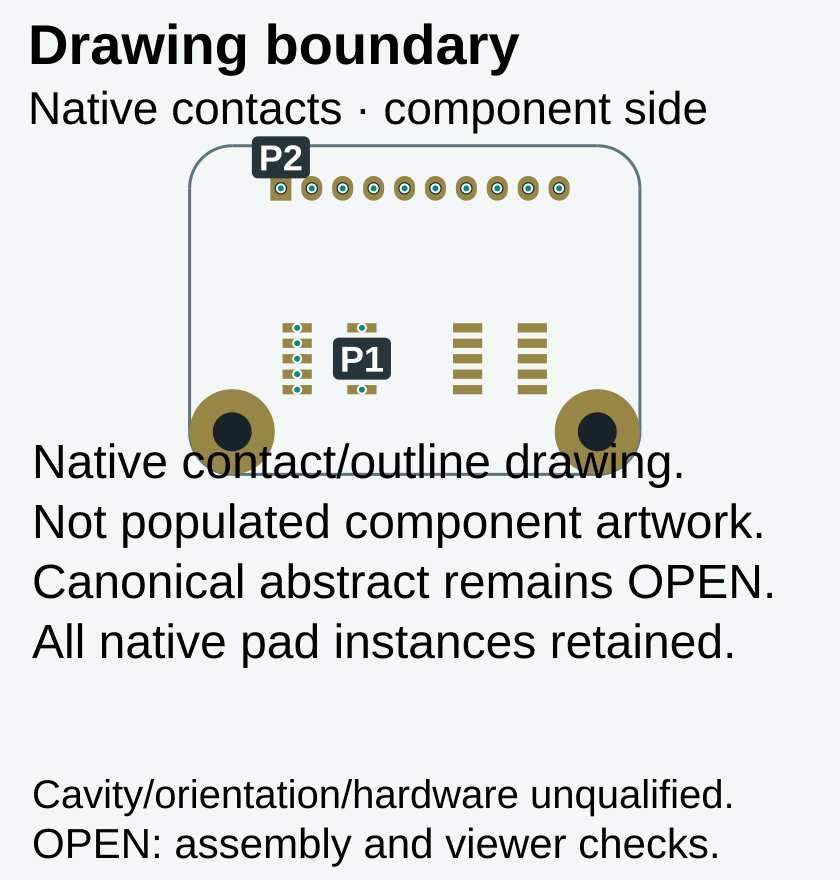 Drawing boundary
Native contacts · component side
P2
P1
Native contact/outline drawing.
Not populated component artwork.
Canonical abstract remains OPEN.
All native pad instances retained.
Cavity/orientation/hardware unqualified.
OPEN: assembly and viewer checks.